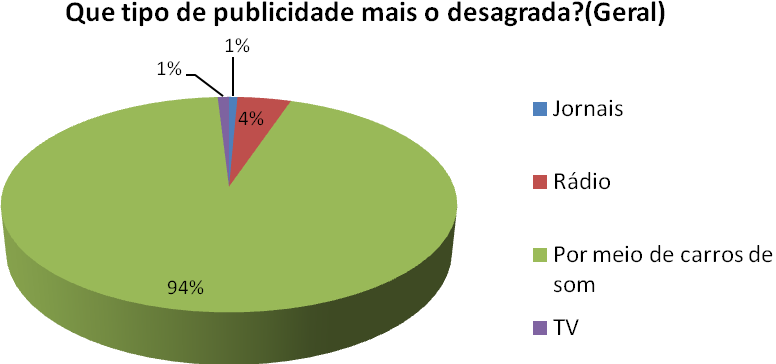 Que tipo de publicidade mais o desagrada?(Geral)
1%
1%
4%
94%
Jornais
Rádio
Por meio de carros de
som
TV